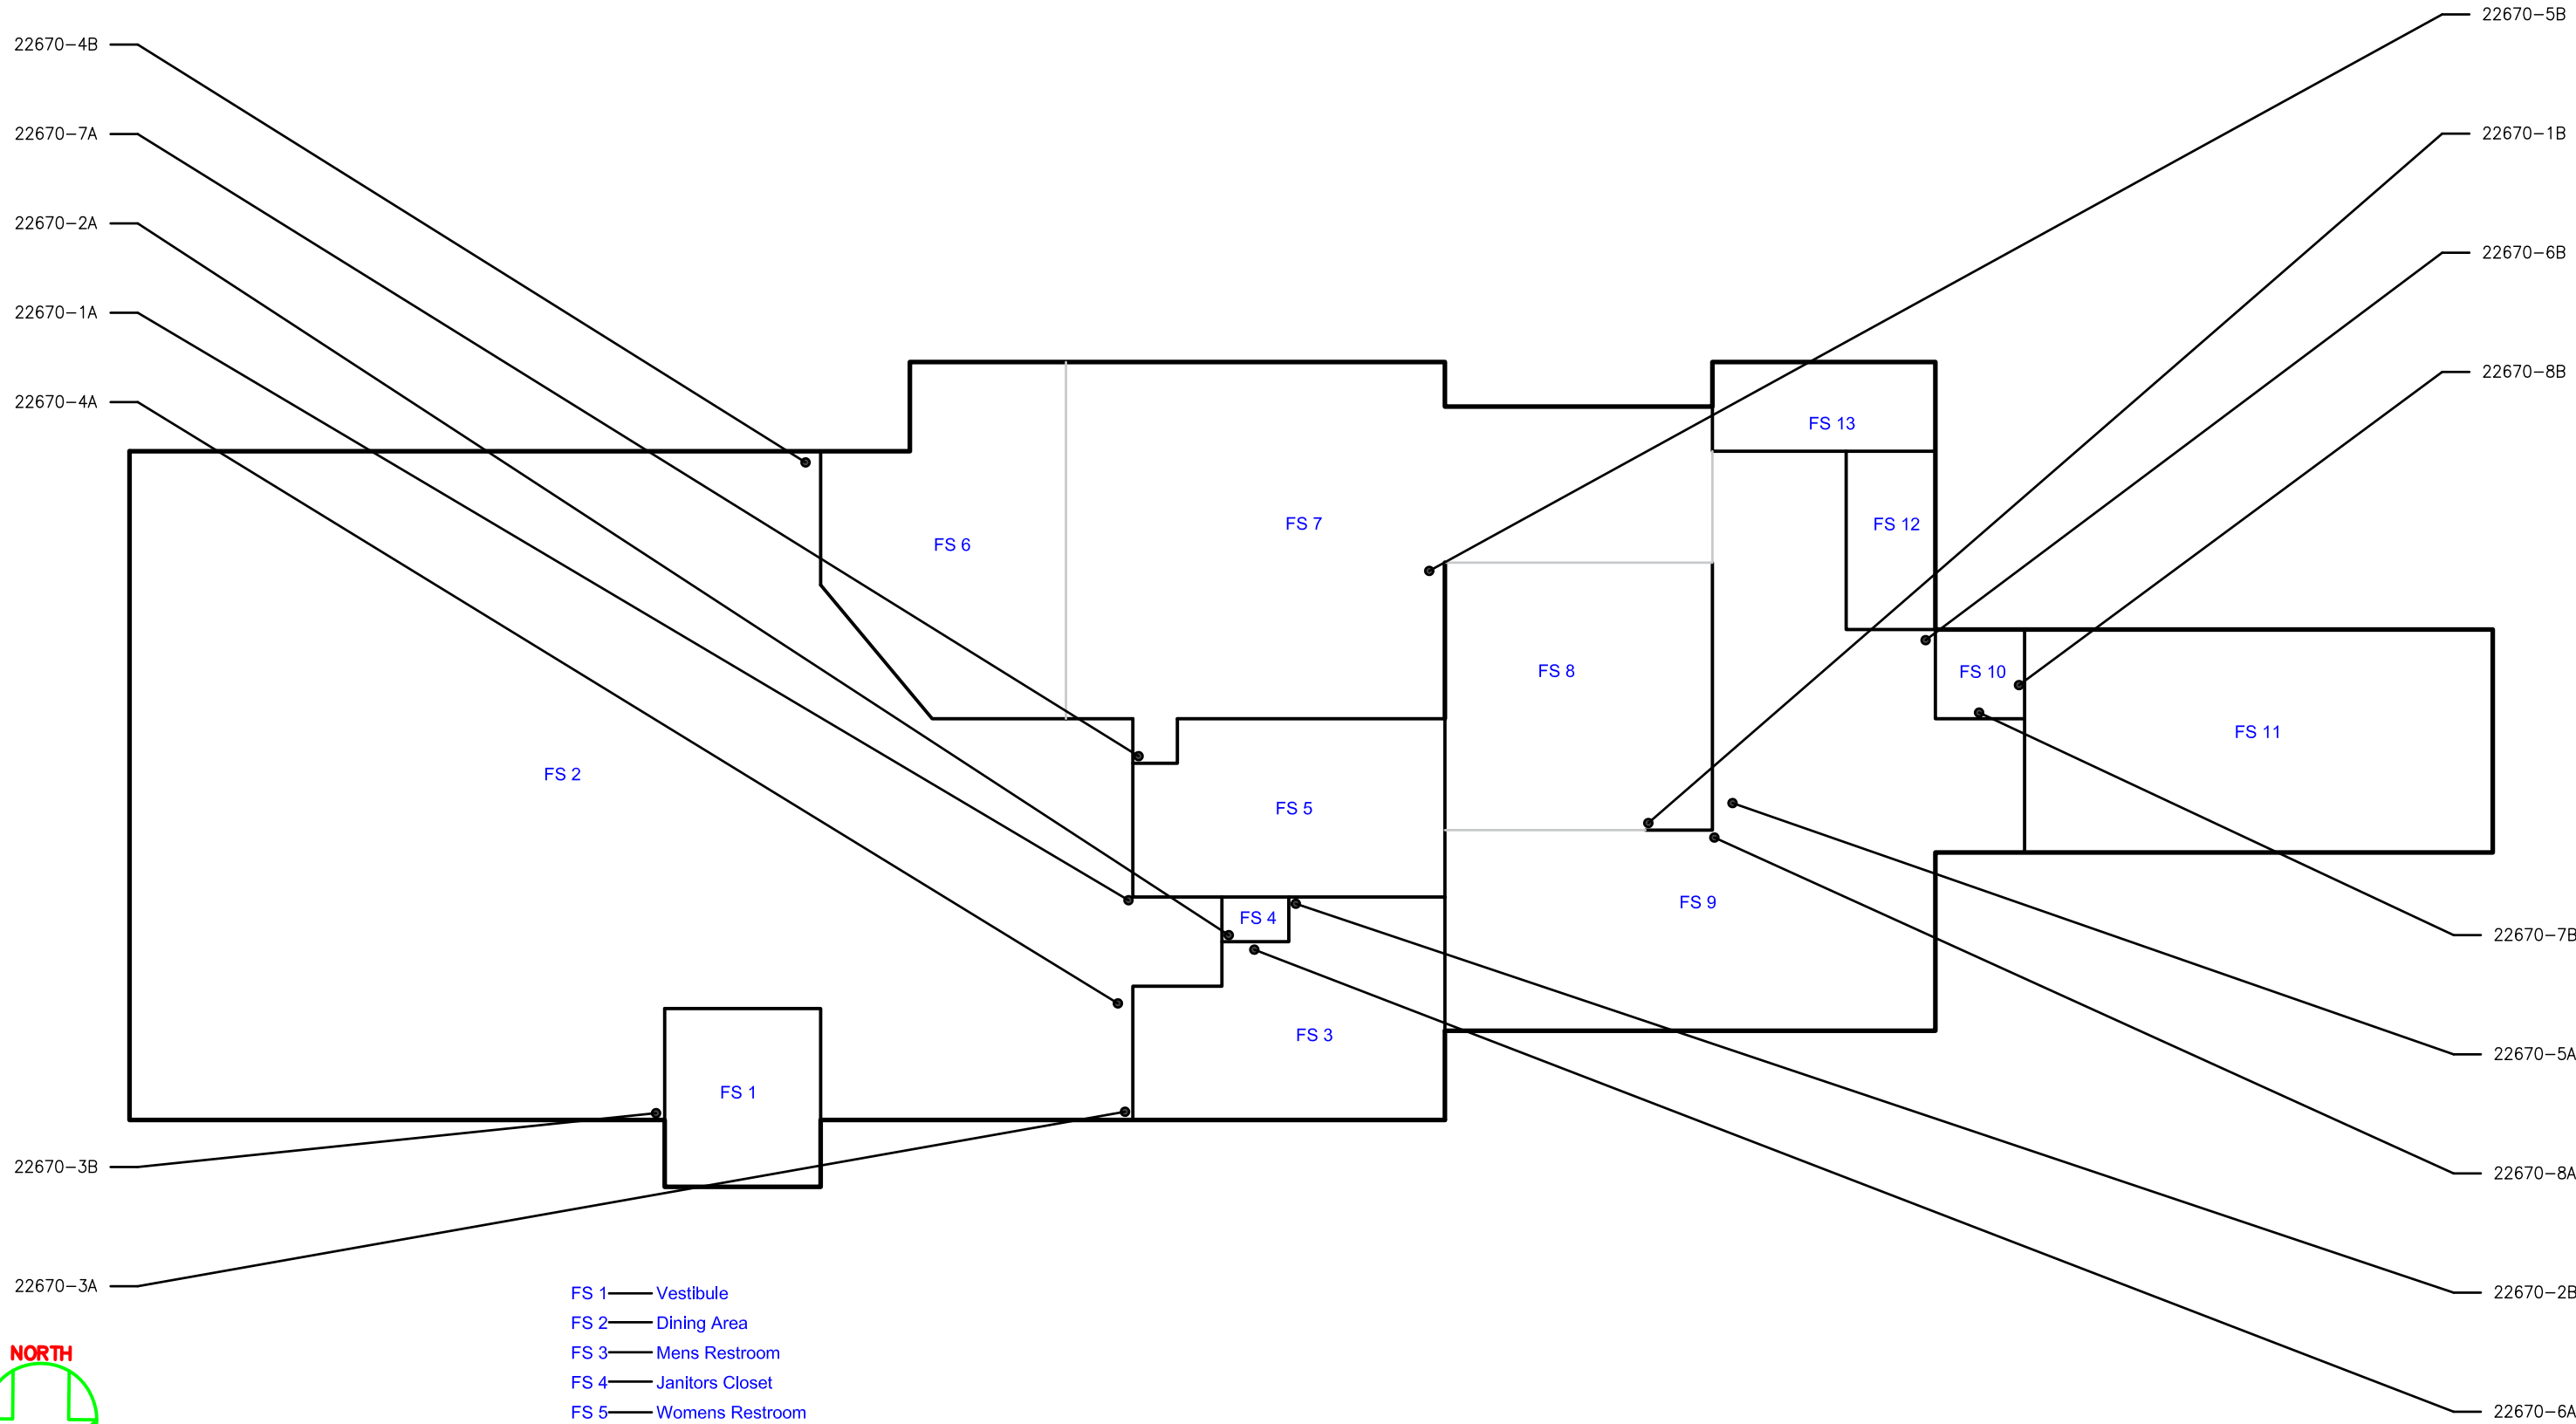 22670-5B
22670-4B
22670-7A
22670-1B
22670-2A
22670-6B
22670-1A
22670-8B
22670-4A
FS 13
FS 7
FS 12
FS 6
FS 8
FS 10
FS 11
FS 2
FS 5
FS 9
FS 4
22670-7B
FS 3
22670-5A
FS 1
22670-3B
22670-8A
22670-3A
22670-2B
FS 1 Vestibule
FS 2 Dining Area
FS 3 Mens Restroom
FS 4 Janitors Closet
FS 5 Womens Restroom
NORTH
22670-6A